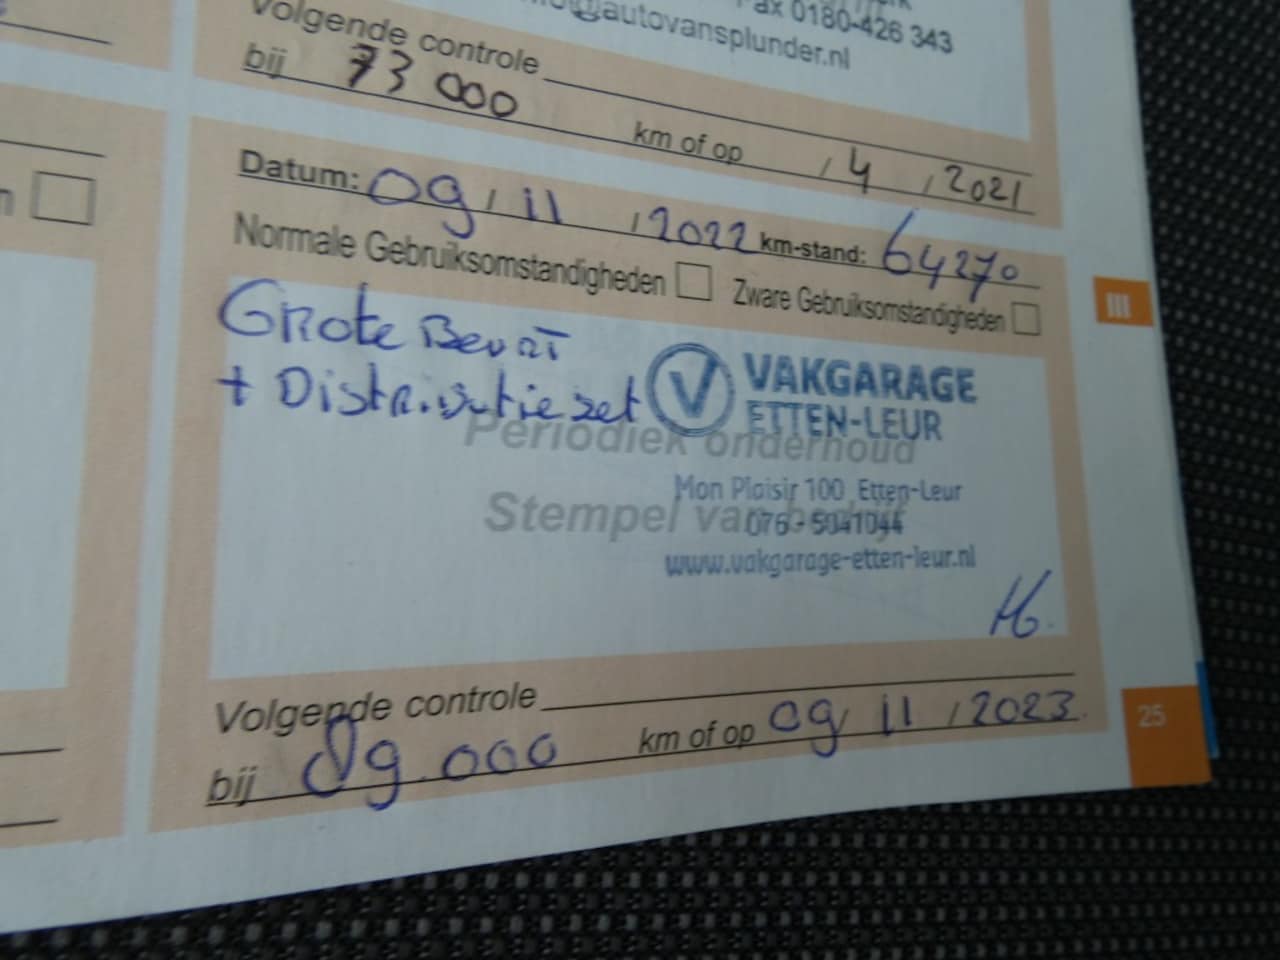 Fax 0180-426 343
@autovansplunder.nl
Volgende controle
bij 73 000 km of op / 4 / 2021
Datum: 09 / 11 / 2022 km-stand: 64270
Normale Gebruiksomstandigheden Zware Gebruiksomstandigheden
III
Grote Beurt
+ Distributieset
V VAKGARAGE
ETTEN-LEUR
Periodiek onderhoud
Mon Plaisir 100 Etten-Leur
Stempel van
076 - 5041044
www.vakgarage-etten-leur.nl
Volgende controle
bij 89.000 km of op 09 / 11 / 2023
25